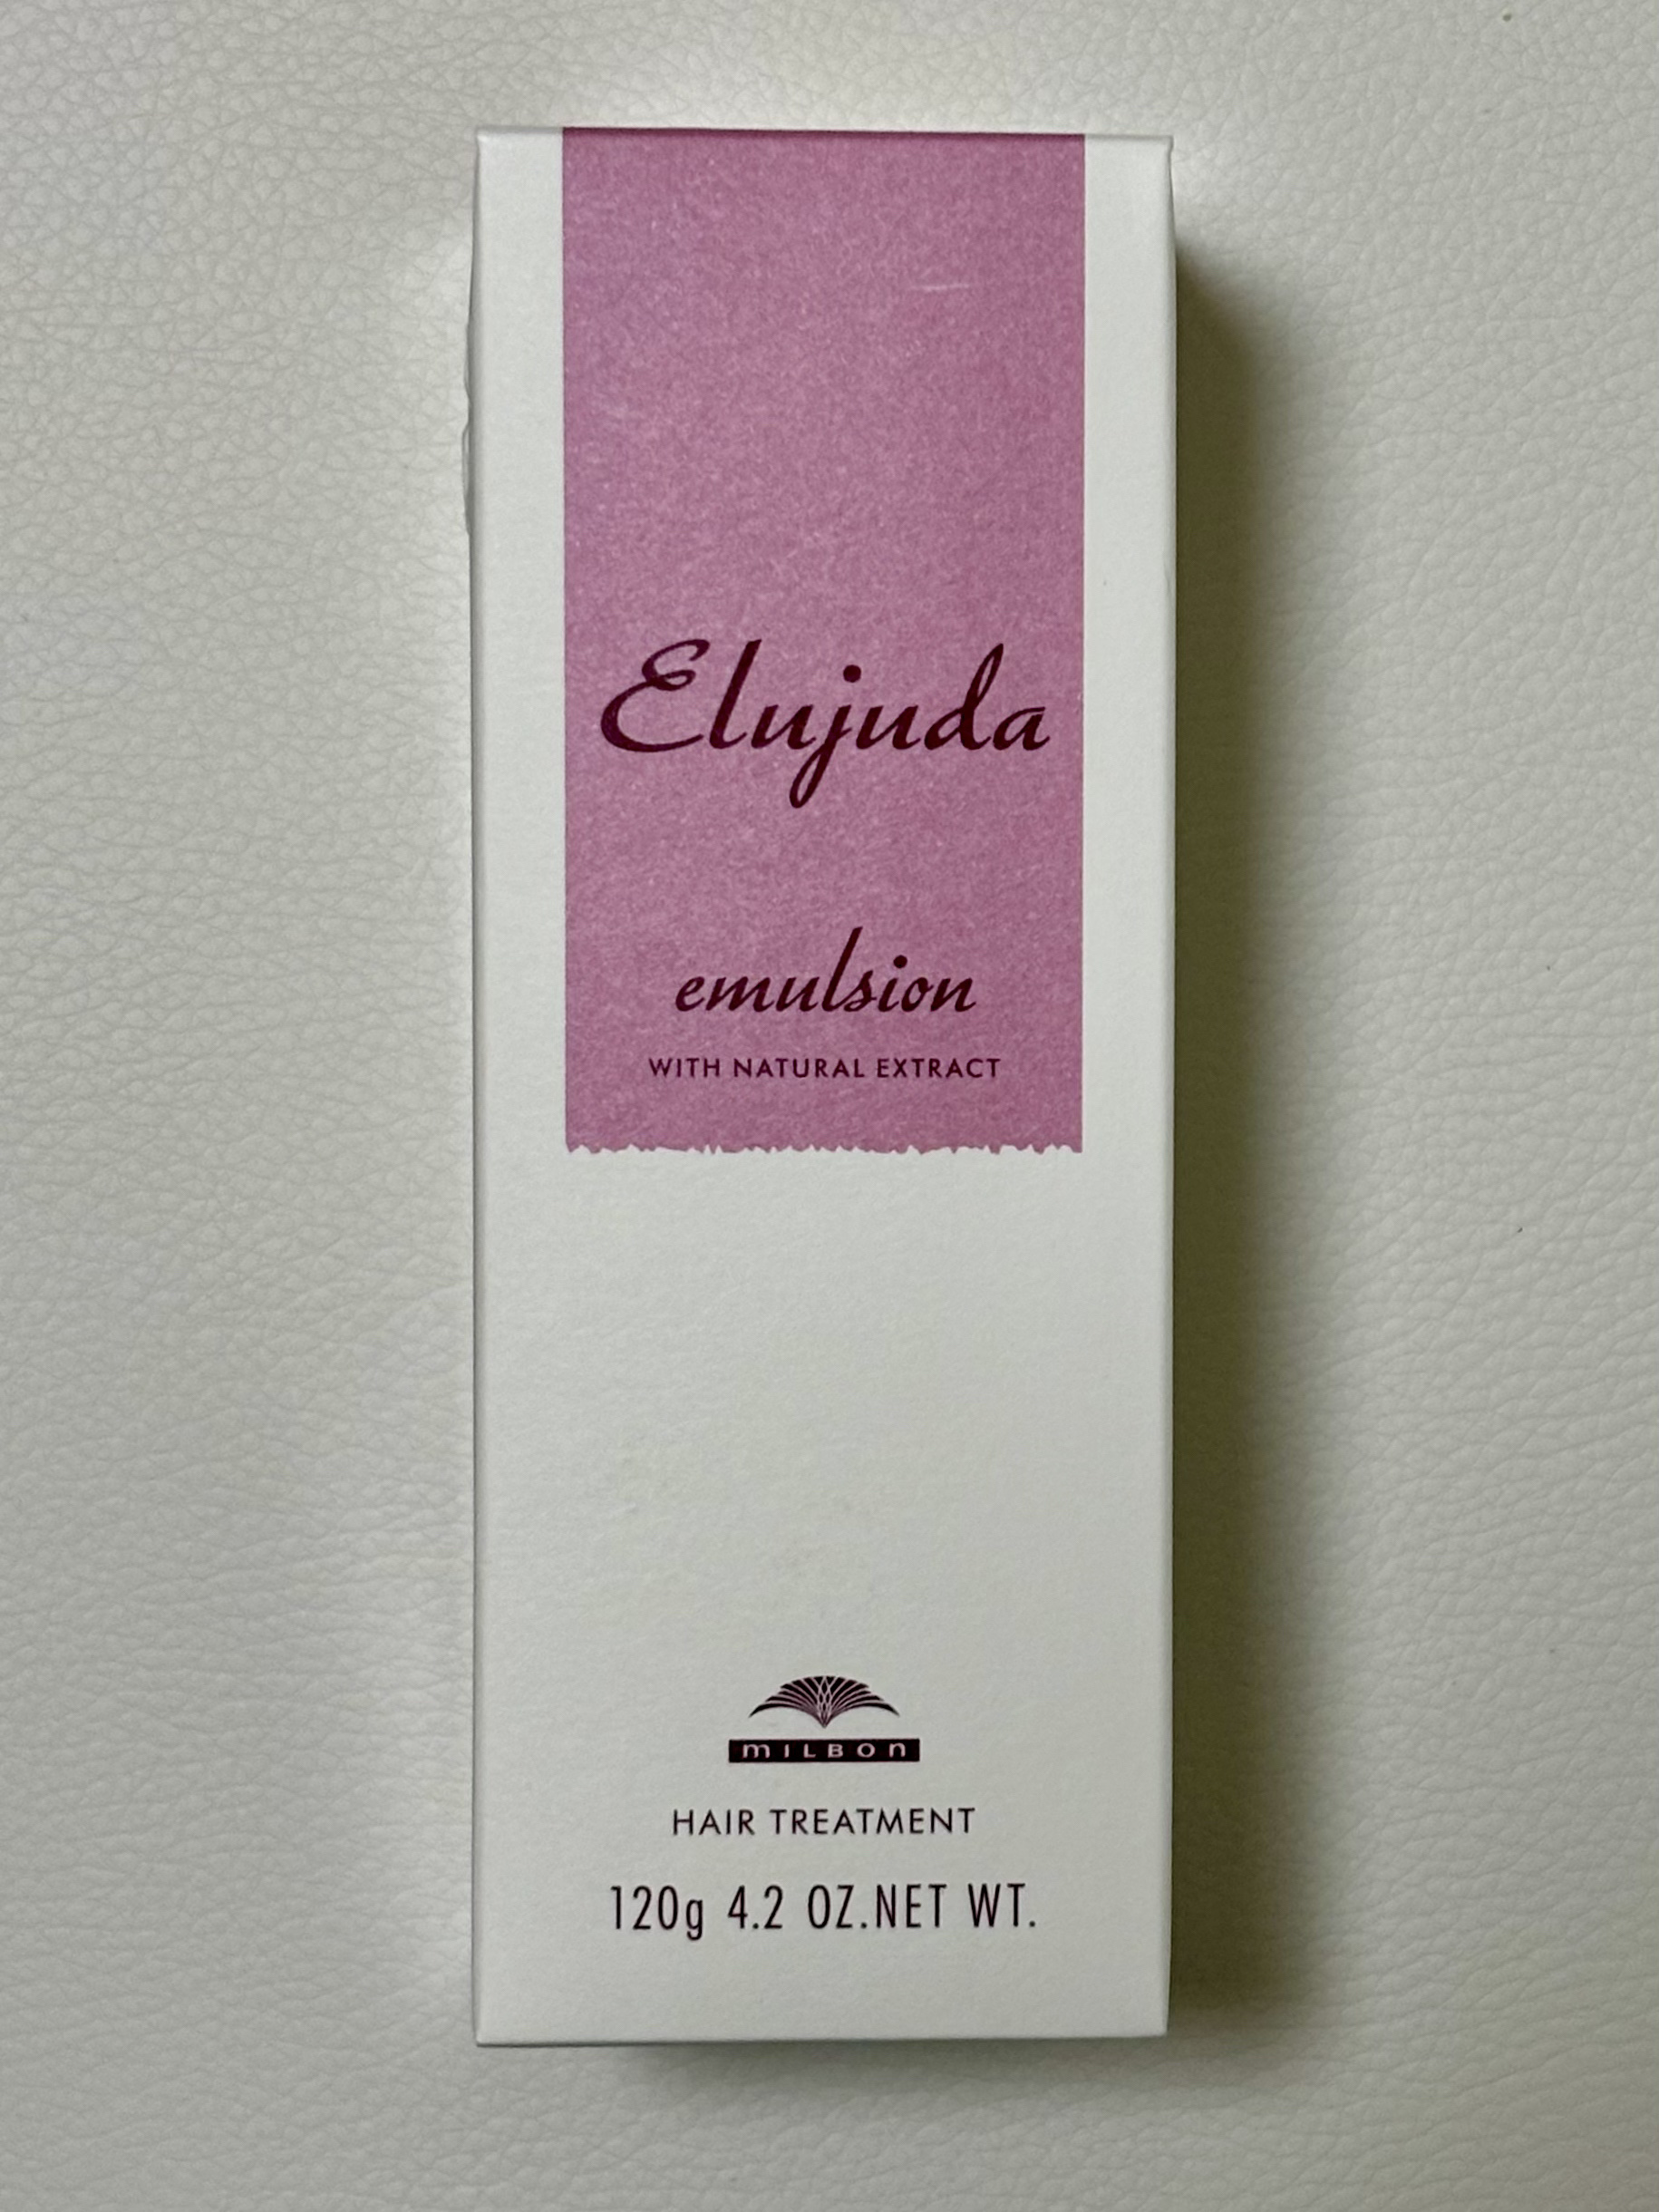 Elujuda
emulsion
WITH NATURAL EXTRACT
MILBON
HAIR TREATMENT
120g 4.2 OZ.NET WT.